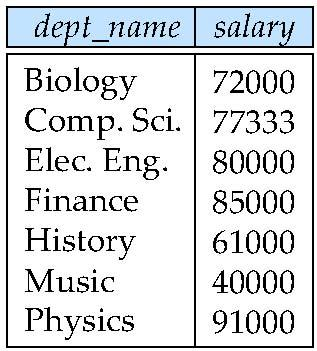 dept_name salary
Biology 72000
Comp. Sci. 77333
Elec. Eng. 80000
Finance 85000
History 61000
Music 40000
Physics 91000